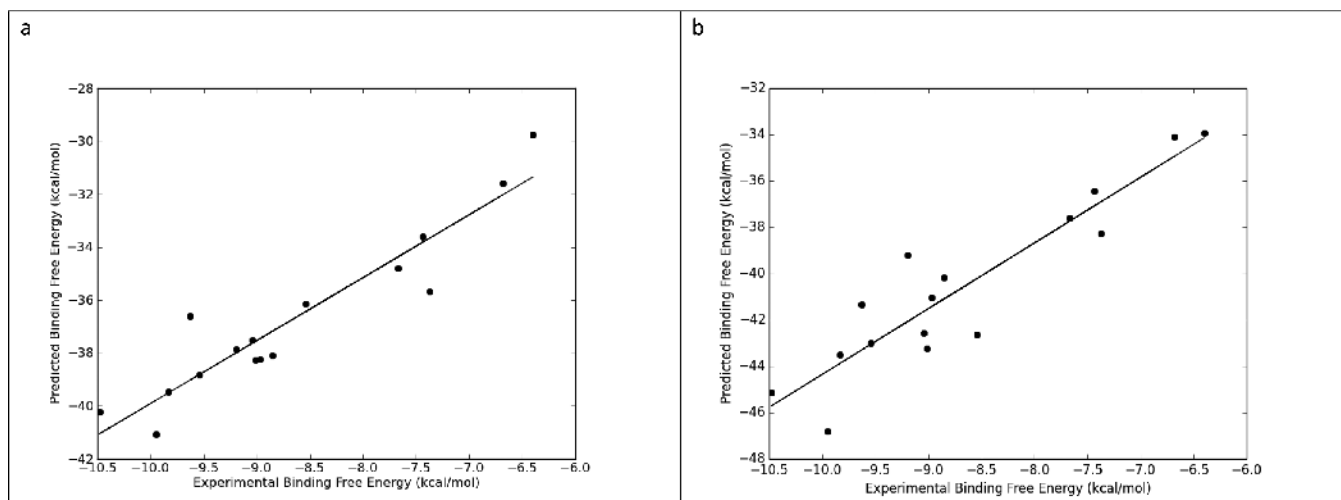 a
−28
−30
−32
−34
−36
−38
−40
−42
Predicted Binding Free Energy (kcal/mol)
−10.5 −10.0 −9.5 −9.0 −8.5 −8.0 −7.5 −7.0 −6.5 −6.0
Experimental Binding Free Energy (kcal/mol)
b
−32
−34
−36
−38
−40
−42
−44
−46
−48
Predicted Binding Free Energy (kcal/mol)
−10.5 −10.0 −9.5 −9.0 −8.5 −8.0 −7.5 −7.0 −6.5 −6.0
Experimental Binding Free Energy (kcal/mol)